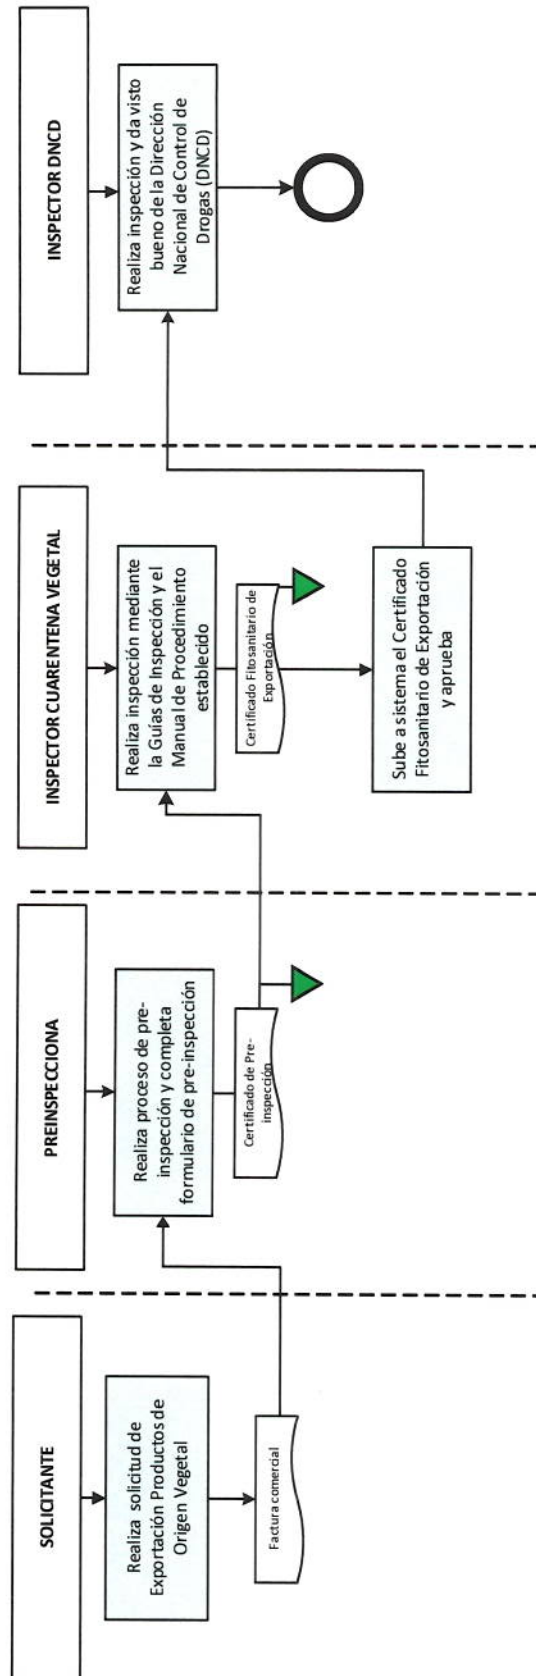 SOLICITANTE
Realiza solicitud de
Exportación Productos de
Origen Vegetal
Factura comercial
PREINSPECCIONA
Realiza proceso de pre-
inspección y completa
formulario de pre-inspección
Certificado de Pre-
inspección
INSPECTOR CUARENTENA VEGETAL
Realiza inspección mediante
la Guías de Inspección y el
Manual de Procedimiento
establecido
Certificado Fitosanitario de
Exportación
Sube a sistema el Certificado
Fitosanitario de Exportación
y aprueba
INSPECTOR DNCD
Realiza inspección y da visto
bueno de la Dirección
Nacional de Control de
Drogas (DNCD)